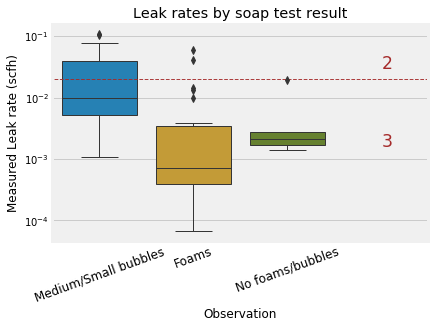 Leak rates by soap test result
Measured Leak rate (scfh)
10⁻¹
10⁻²
10⁻³
10⁻⁴
2
3
Medium/Small bubbles
Foams
No foams/bubbles
Observation